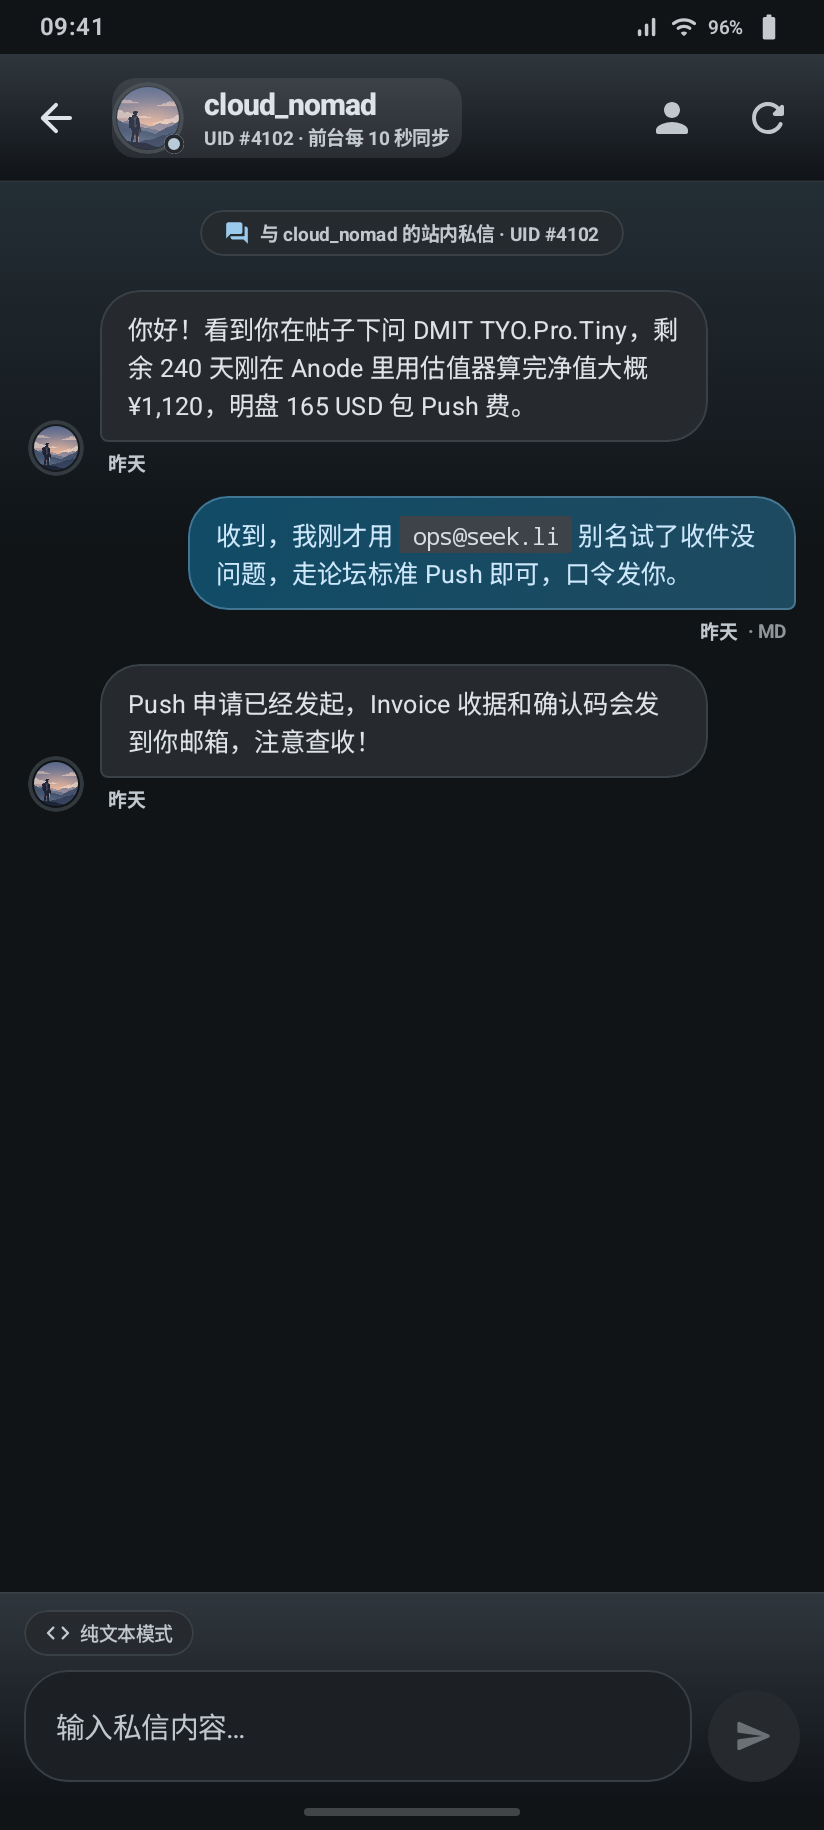 09:41
96%
cloud_nomad
UID #4102 · 前台每 10 秒同步
与 cloud_nomad 的站内私信 · UID #4102
你好！看到你在帖子下问 DMIT TYO.Pro.Tiny，剩
余 240 天刚在 Anode 里用估值器算完净值大概
¥1,120，明盘 165 USD 包 Push 费。
昨天
收到，我刚才用 ops@seek.li 别名试了收件没
问题，走论坛标准 Push 即可，口令发你。
昨天 · MD
Push 申请已经发起，Invoice 收据和确认码会发
到你邮箱，注意查收！
昨天
纯文本模式
输入私信内容...